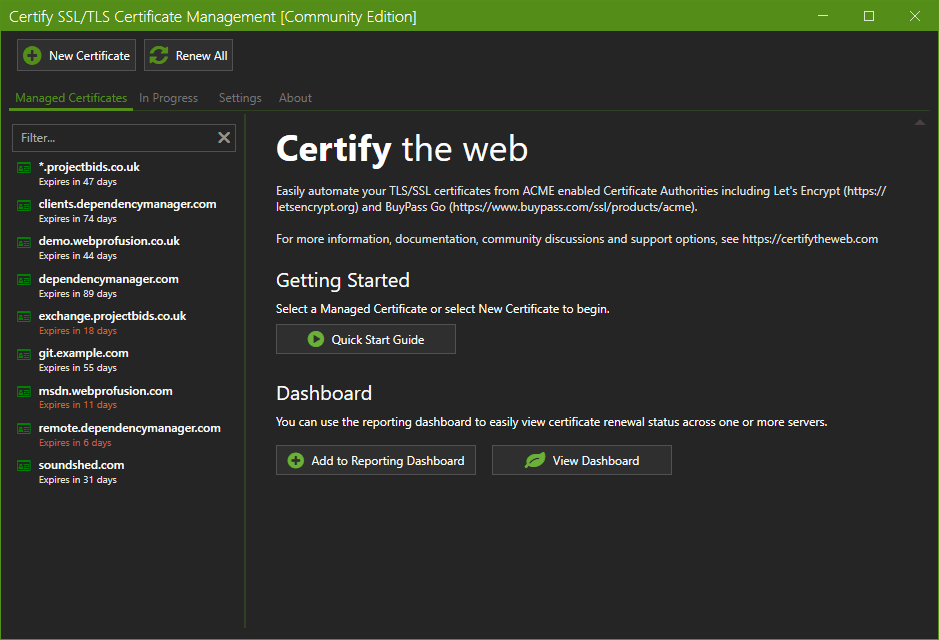 Certify SSL/TLS Certificate Management [Community Edition]
New Certificate
Renew All
Managed Certificates
In Progress
Settings
About
Filter...
*.projectbids.co.uk
Expires in 47 days
clients.dependencymanager.com
Expires in 74 days
demo.webprofusion.co.uk
Expires in 44 days
dependencymanager.com
Expires in 89 days
exchange.projectbids.co.uk
Expires in 18 days
git.example.com
Expires in 55 days
msdn.webprofusion.com
Expires in 11 days
remote.dependencymanager.com
Expires in 6 days
soundshed.com
Expires in 31 days
Certify the web
Easily automate your TLS/SSL certificates from ACME enabled Certificate Authorities including Let's Encrypt (https://
letsencrypt.org) and BuyPass Go (https://www.buypass.com/ssl/products/acme).
For more information, documentation, community discussions and support options, see https://certifytheweb.com
Getting Started
Select a Managed Certificate or select New Certificate to begin.
Quick Start Guide
Dashboard
You can use the reporting dashboard to easily view certificate renewal status across one or more servers.
Add to Reporting Dashboard
View Dashboard